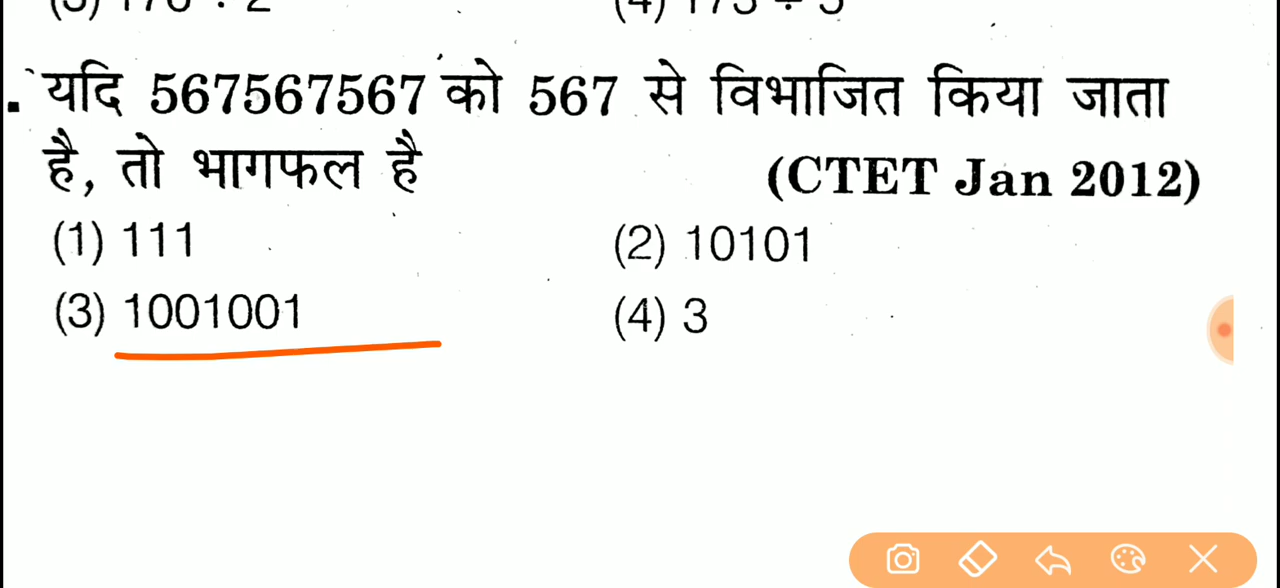 . यदि 567567567 को 567 से विभाजित किया जाता
है, तो भागफल है (CTET Jan 2012)
(1) 111 (2) 10101
(3) 1001001 (4) 3